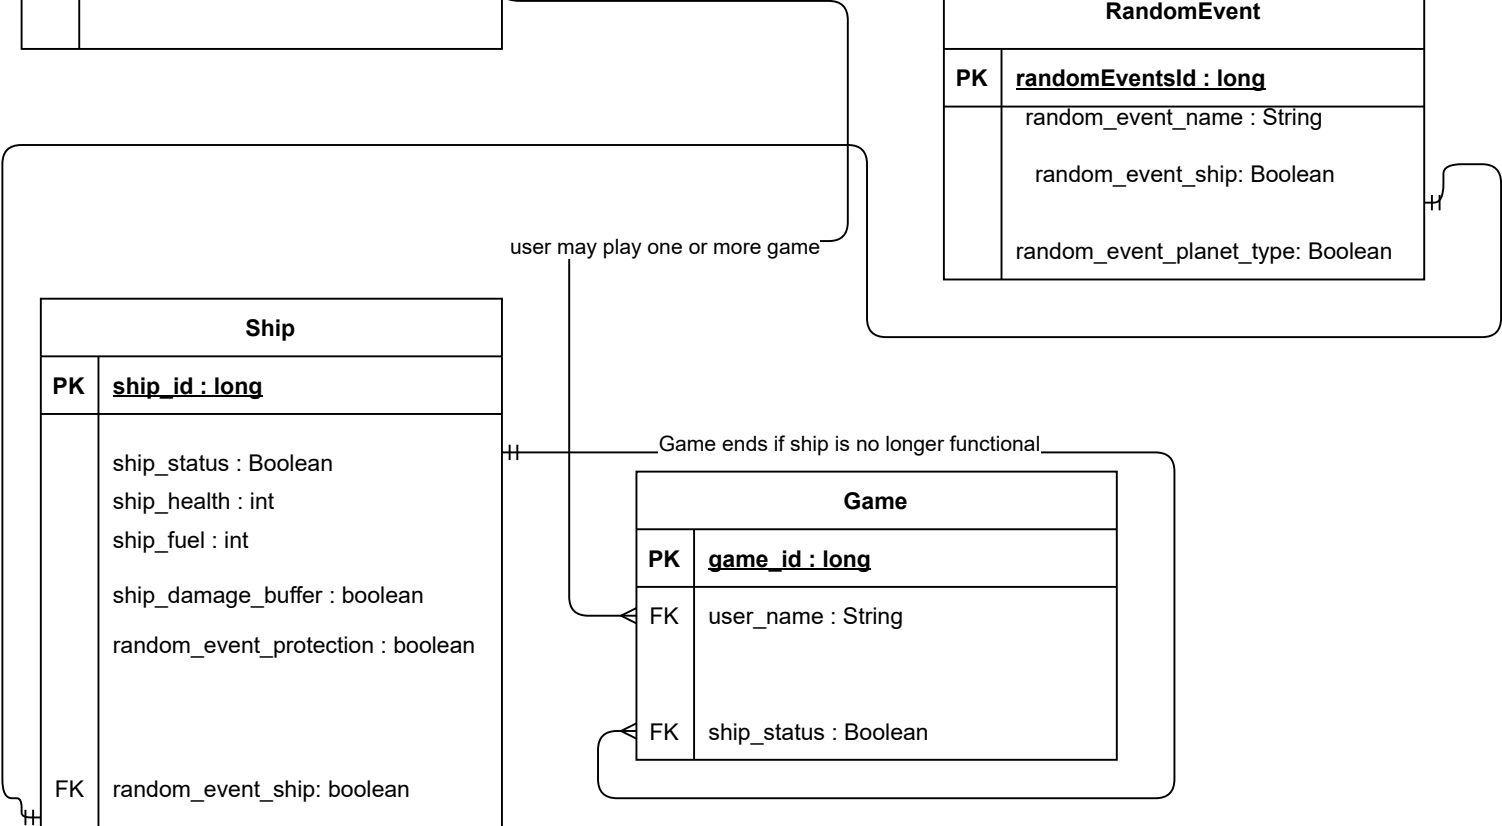 RandomEvent
PK randomEventsId : long
random_event_name : String
random_event_ship: Boolean
random_event_planet_type: Boolean
user may play one or more game
Ship
PK ship_id : long
ship_status : Boolean
ship_health : int
ship_fuel : int
ship_damage_buffer : boolean
random_event_protection : boolean
FK random_event_ship: boolean
Game ends if ship is no longer functional
Game
PK game_id : long
FK user_name : String
FK ship_status : Boolean